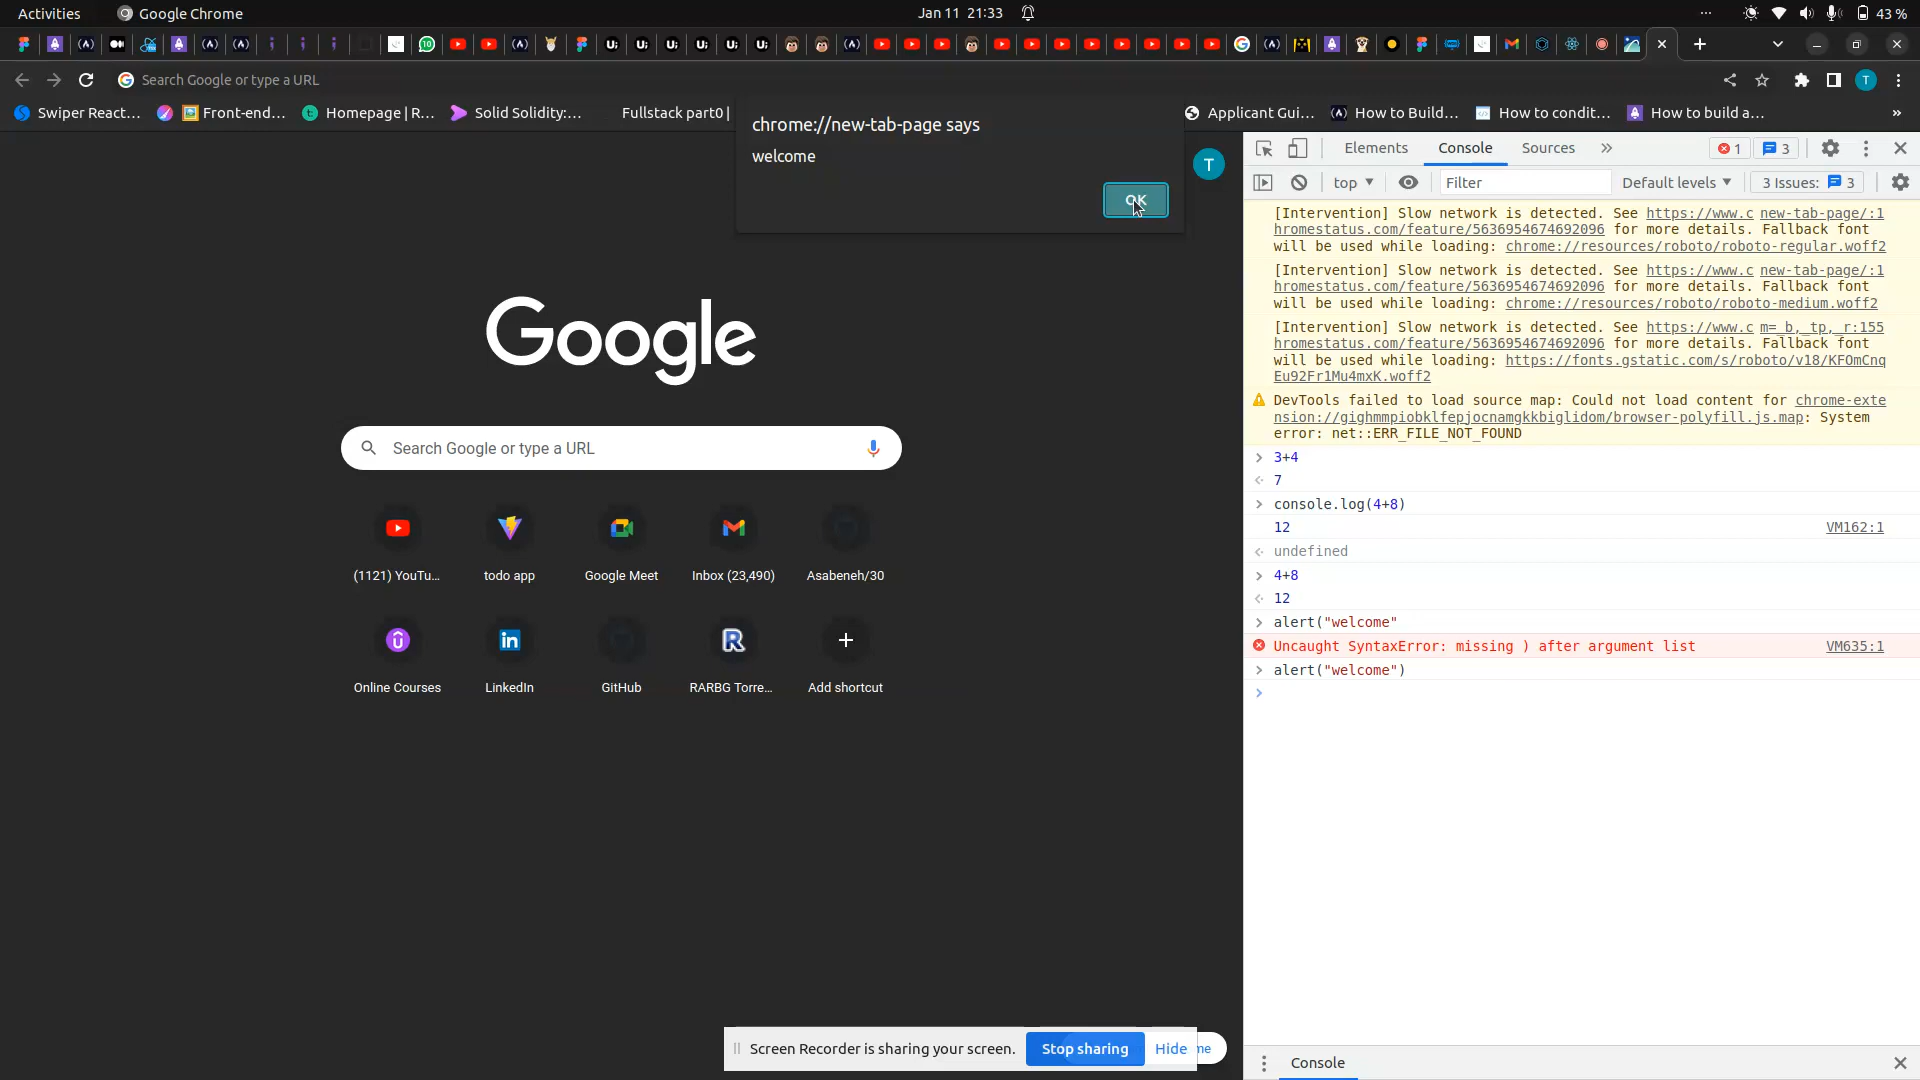 Activities
Google Chrome
Jan 11 21:33
43 %
Search Google or type a URL
T
Swiper React...
Front-end...
Homepage | R...
Solid Solidity:...
Fullstack part0 |
Applicant Gui...
How to Build...
How to condit...
How to build a...
»
chrome://new-tab-page says
welcome
OK
T
Google
Search Google or type a URL
(1121) YouTu...
todo app
Google Meet
Inbox (23,490)
Asabeneh/30
Online Courses
LinkedIn
GitHub
RARBG Torre...
Add shortcut
Elements
Console
Sources
»
1
3
top
Filter
Default levels
3 Issues:
3
[Intervention] Slow network is detected. See https://www.c new-tab-page/:1
hromestatus.com/feature/5636954674692096 for more details. Fallback font
will be used while loading: chrome://resources/roboto/roboto-regular.woff2
[Intervention] Slow network is detected. See https://www.c new-tab-page/:1
hromestatus.com/feature/5636954674692096 for more details. Fallback font
will be used while loading: chrome://resources/roboto/roboto-medium.woff2
[Intervention] Slow network is detected. See https://www.c m=_b,_tp,_r:155
hromestatus.com/feature/5636954674692096 for more details. Fallback font
will be used while loading: https://fonts.gstatic.com/s/roboto/v18/KFOmCnq
Eu92Fr1Mu4mxK.woff2
DevTools failed to load source map: Could not load content for chrome-exte
nsion://gighmmpiobklfepjocnamgkkbiglidom/browser-polyfill.js.map: System
error: net::ERR_FILE_NOT_FOUND
3+4
7
console.log(4+8)
12 VM162:1
undefined
4+8
12
alert("welcome"
Uncaught SyntaxError: missing ) after argument list VM635:1
alert("welcome")
Screen Recorder is sharing your screen.
Stop sharing
Hide
me
Console